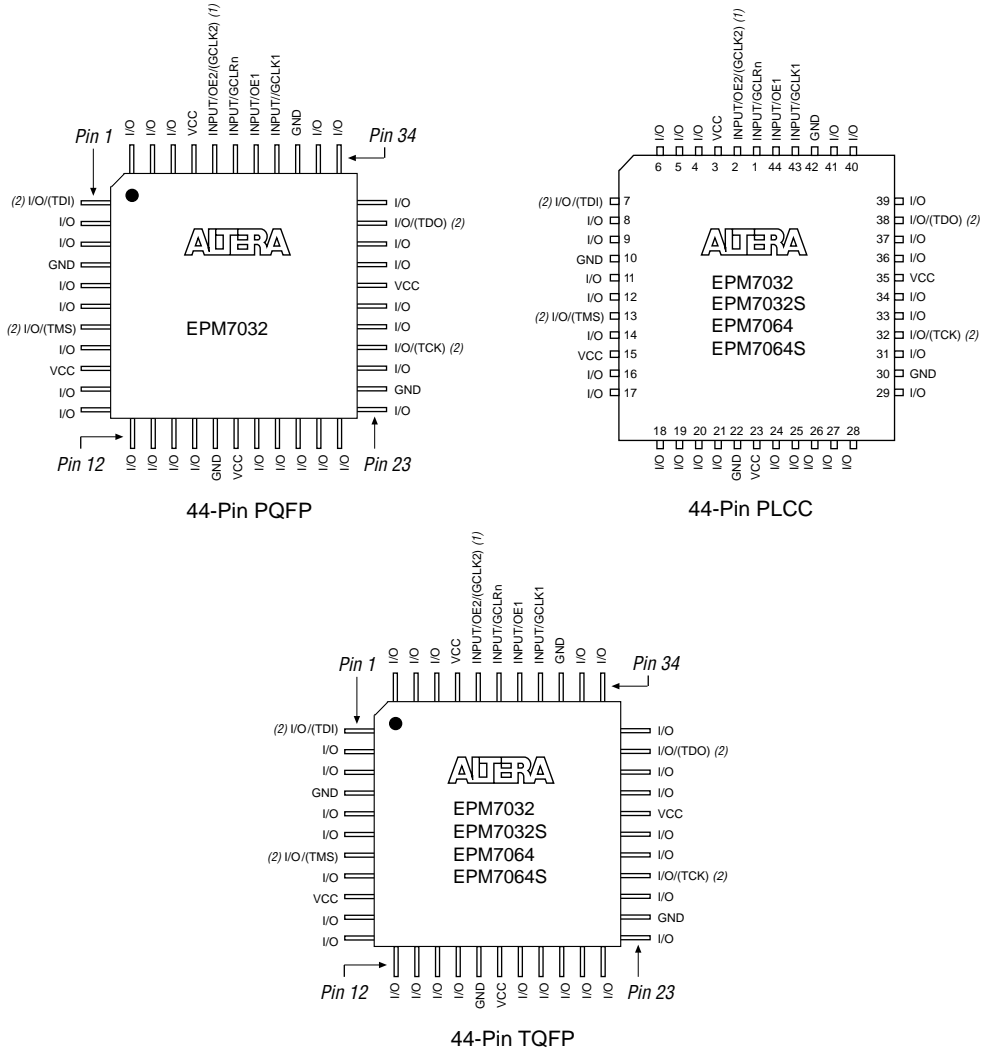 I/O
I/O
I/O
VCC
INPUT/OE2/(GCLK2) (1)
INPUT/GCLRn
INPUT/OE1
INPUT//GCLK1
GND
I/O
I/O
Pin 1
Pin 34
(2) I/O/(TDI)
I/O
I/O
GND
I/O
I/O
(2) I/O/(TMS)
I/O
VCC
I/O
I/O
ALTERA
EPM7032
I/O
I/O/(TDO) (2)
I/O
I/O
VCC
I/O
I/O
I/O/(TCK) (2)
I/O
GND
I/O
Pin 12
Pin 23
I/O
I/O
I/O
I/O
GND
VCC
I/O
I/O
I/O
I/O
I/O
44-Pin PQFP
I/O
I/O
I/O
VCC
INPUT/OE2/(GCLK2) (1)
INPUT/GCLRn
INPUT/OE1
INPUT/GCLK1
GND
I/O
I/O
6 5 4 3 2 1 44 43 42 41 40
(2) I/O/(TDI) 7
I/O 8
I/O 9
GND 10
I/O 11
I/O 12
(2) I/O/(TMS) 13
I/O 14
VCC 15
I/O 16
I/O 17
ALTERA
EPM7032
EPM7032S
EPM7064
EPM7064S
39 I/O
38 I/O/(TDO) (2)
37 I/O
36 I/O
35 VCC
34 I/O
33 I/O
32 I/O/(TCK) (2)
31 I/O
30 GND
29 I/O
18 19 20 21 22 23 24 25 26 27 28
I/O
I/O
I/O
I/O
GND
VCC
I/O
I/O
I/O
I/O
I/O
44-Pin PLCC
I/O
I/O
I/O
VCC
INPUT/OE2/(GCLK2) (1)
INPUT/GCLRn
INPUT/OE1
INPUT/GCLK1
GND
I/O
I/O
Pin 1
Pin 34
(2) I/O/(TDI)
I/O
I/O
GND
I/O
I/O
(2) I/O/(TMS)
I/O
VCC
I/O
I/O
ALTERA
EPM7032
EPM7032S
EPM7064
EPM7064S
I/O
I/O/(TDO) (2)
I/O
I/O
VCC
I/O
I/O
I/O/(TCK) (2)
I/O
GND
I/O
Pin 12
Pin 23
I/O
I/O
I/O
I/O
GND
VCC
I/O
I/O
I/O
I/O
I/O
44-Pin TQFP